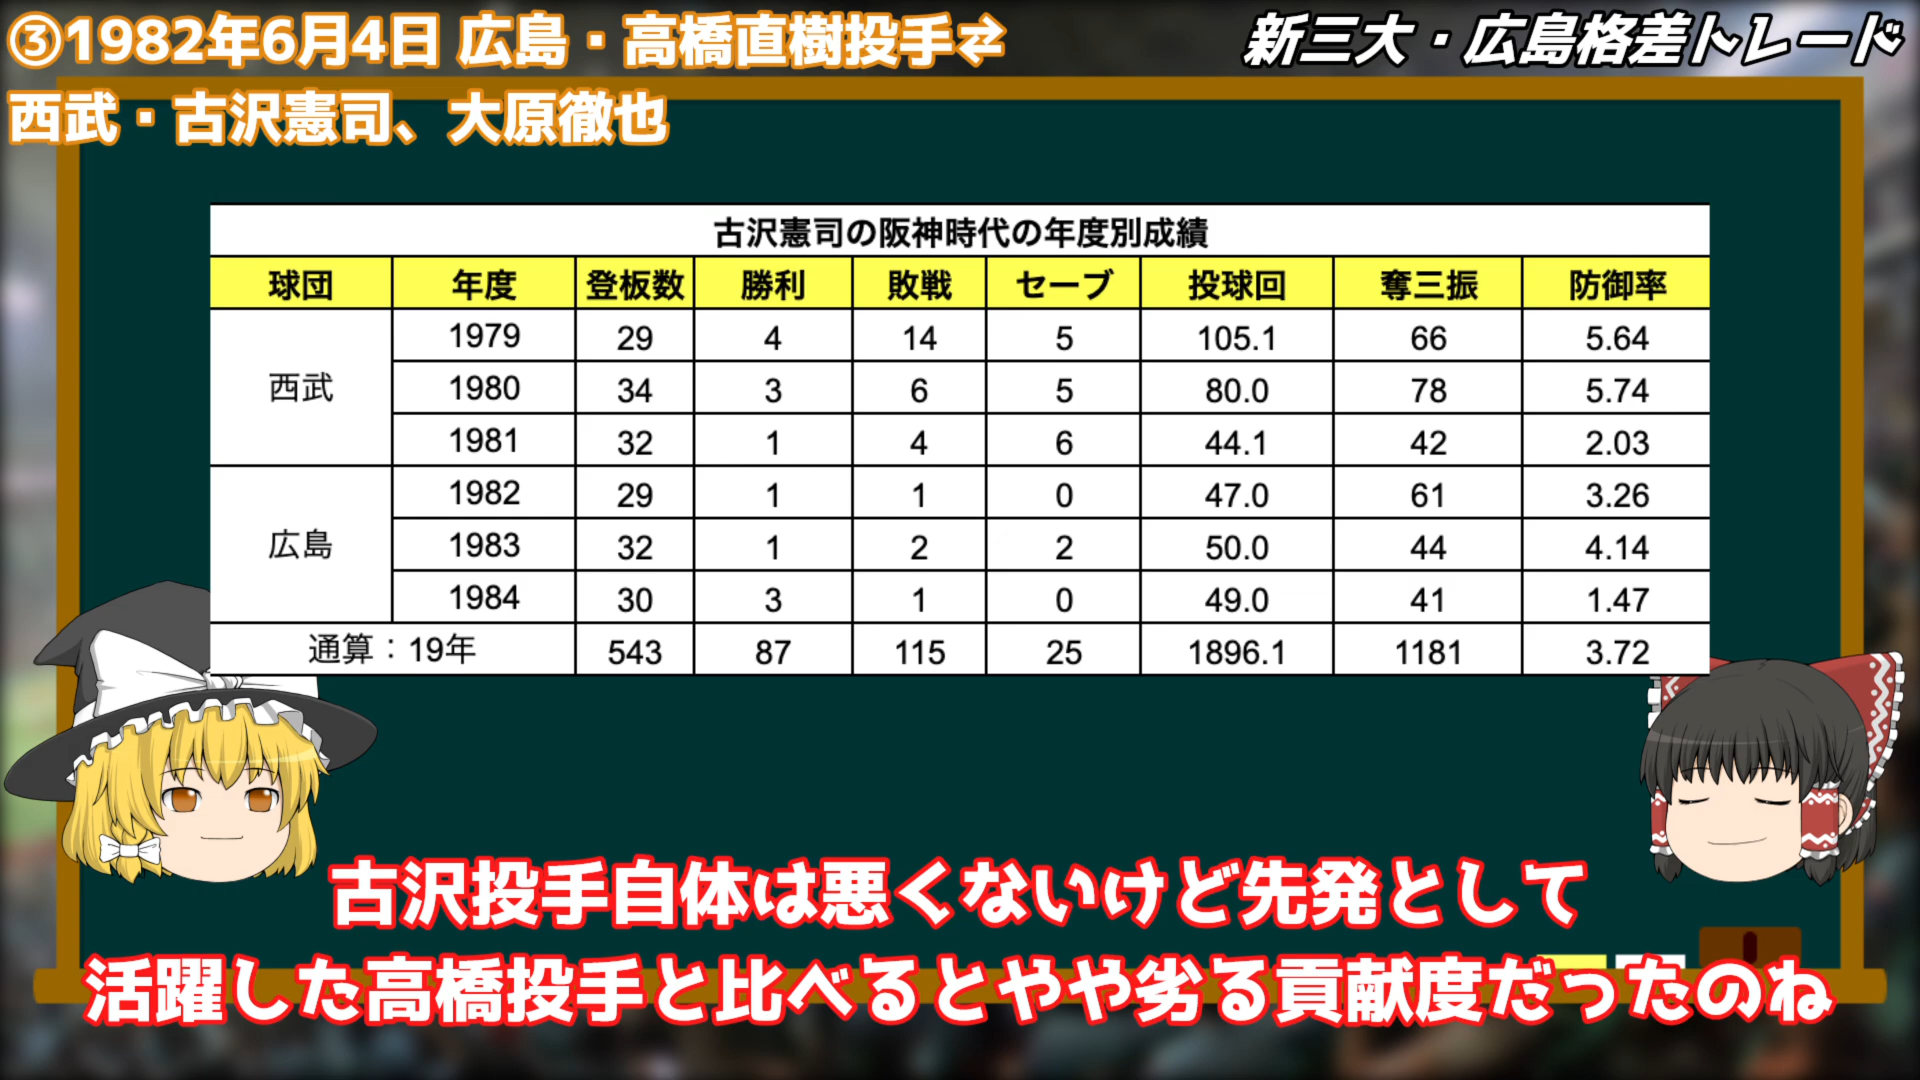 ③1982年6月4日 広島・高橋直樹投手⇄
西武・古沢憲司、大原徹也
新三大・広島格差トレード
古沢憲司の阪神時代の年度別成績
球団 年度 登板数 勝利 敗戦 セーブ 投球回 奪三振 防御率
西武 1979 29 4 14 5 105.1 66 5.64
1980 34 3 6 5 80.0 78 5.74
1981 32 1 4 6 44.1 42 2.03
広島 1982 29 1 1 0 47.0 61 3.26
1983 32 1 2 2 50.0 44 4.14
1984 30 3 1 0 49.0 41 1.47
通算：19年 543 87 115 25 1896.1 1181 3.72
古沢投手自体は悪くないけど先発として
活躍した高橋投手と比べるとやや劣る貢献度だったのね